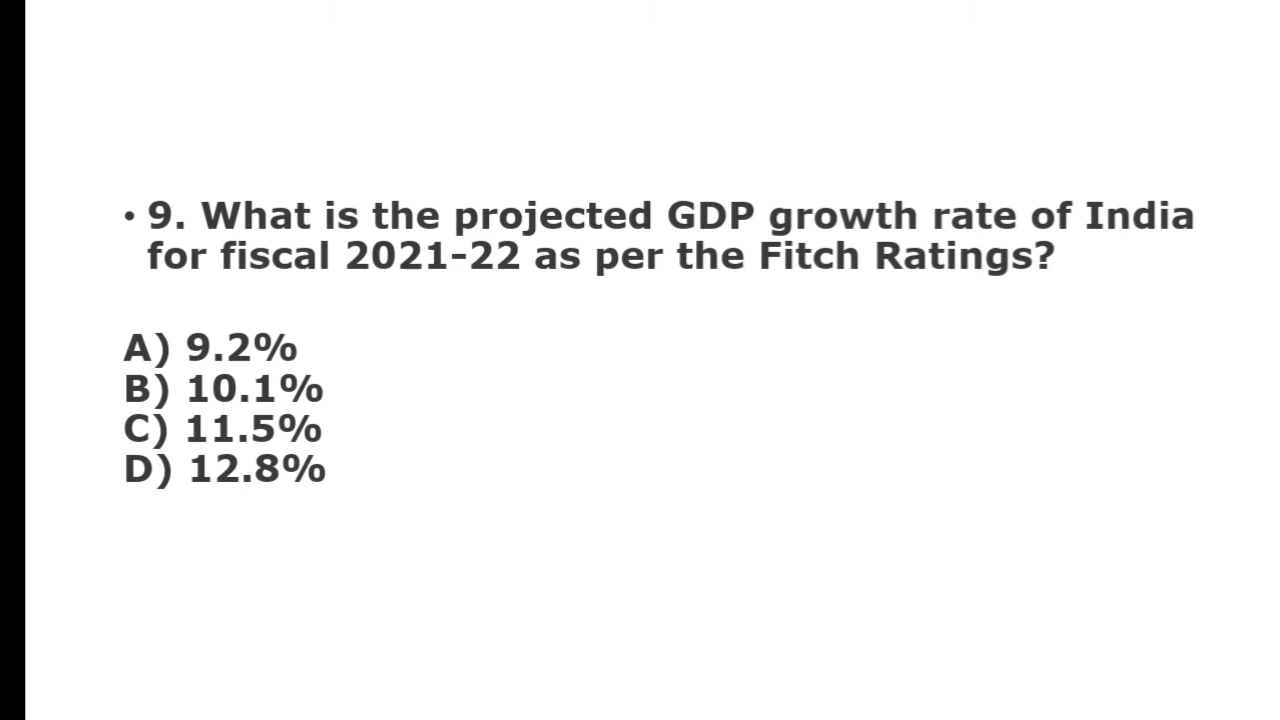 • 9. What is the projected GDP growth rate of India
for fiscal 2021-22 as per the Fitch Ratings?
A) 9.2%
B) 10.1%
C) 11.5%
D) 12.8%